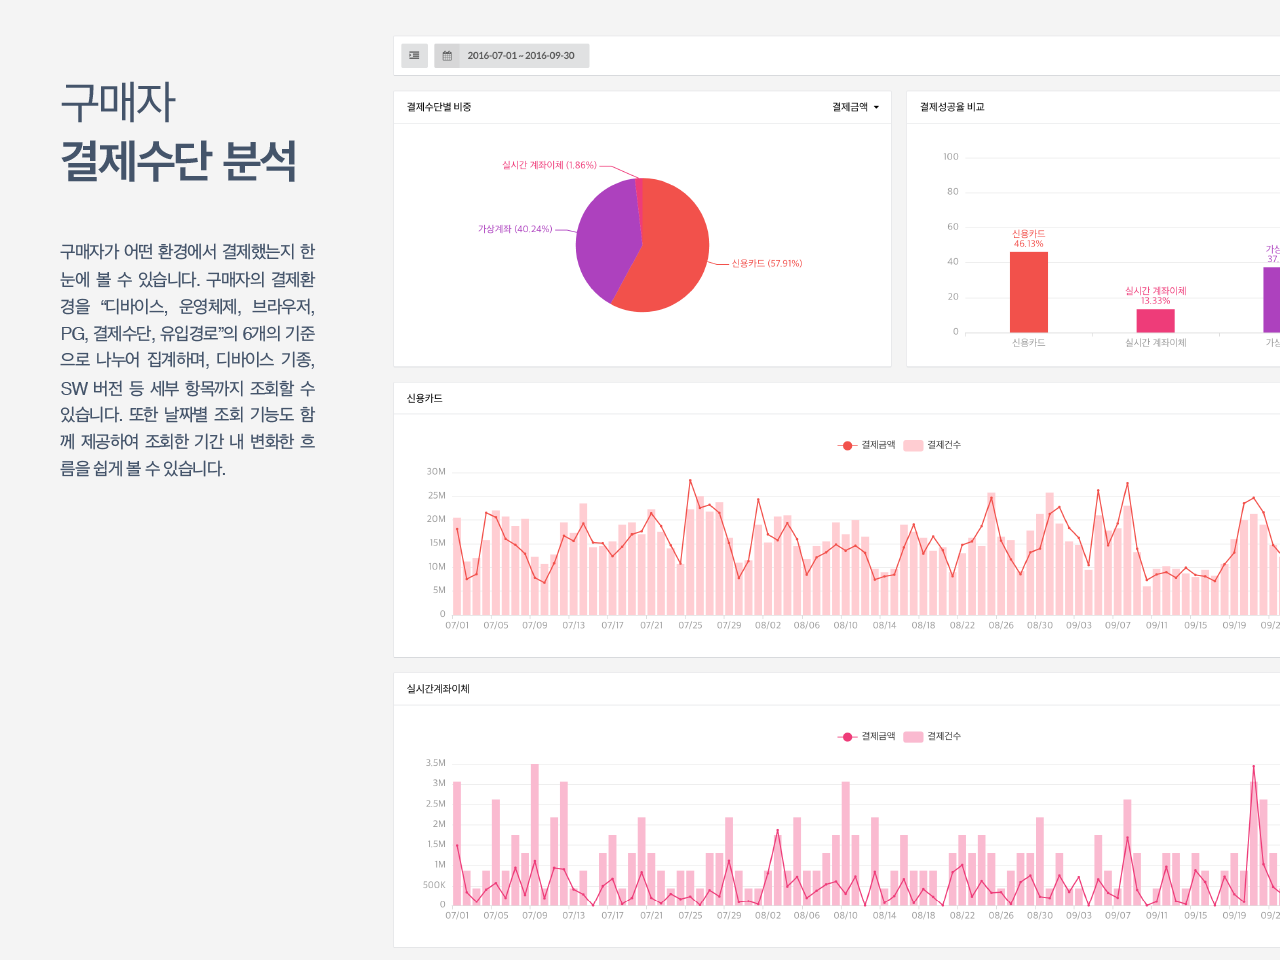 구매자
결제수단 분석
구매자가 어떤 환경에서 결제했는지 한
눈에 볼 수 있습니다. 구매자의 결제환
경을 “디바이스, 운영체제, 브라우저,
PG, 결제수단, 유입경로”의 6개의 기준
으로 나누어 집계하며, 디바이스 기종,
SW 버전 등 세부 항목까지 조회할 수
있습니다. 또한 날짜별 조회 기능도 함
께 제공하여 조회한 기간 내 변화한 흐
름을 쉽게 볼 수 있습니다.
2016-07-01 ~ 2016-09-30
결제수단별 비중
결제금액
실시간 계좌이체 (1.86%)
가상계좌 (40.24%)
신용카드 (57.91%)
결제성공율 비교
100
80
60
40
20
0
신용카드
46.13%
실시간 계좌이체
13.33%
가상
37.
신용카드
실시간 계좌이체
가상
신용카드
결제금액
결제건수
30M
25M
20M
15M
10M
5M
0
07/01 07/05 07/09 07/13 07/17 07/21 07/25 07/29 08/02 08/06 08/10 08/14 08/18 08/22 08/26 08/30 09/03 09/07 09/11 09/15 09/19 09/2
실시간계좌이체
결제금액
결제건수
3.5M
3M
2.5M
2M
1.5M
1M
500K
0
07/01 07/05 07/09 07/13 07/17 07/21 07/25 07/29 08/02 08/06 08/10 08/14 08/18 08/22 08/26 08/30 09/03 09/07 09/11 09/15 09/19 09/2